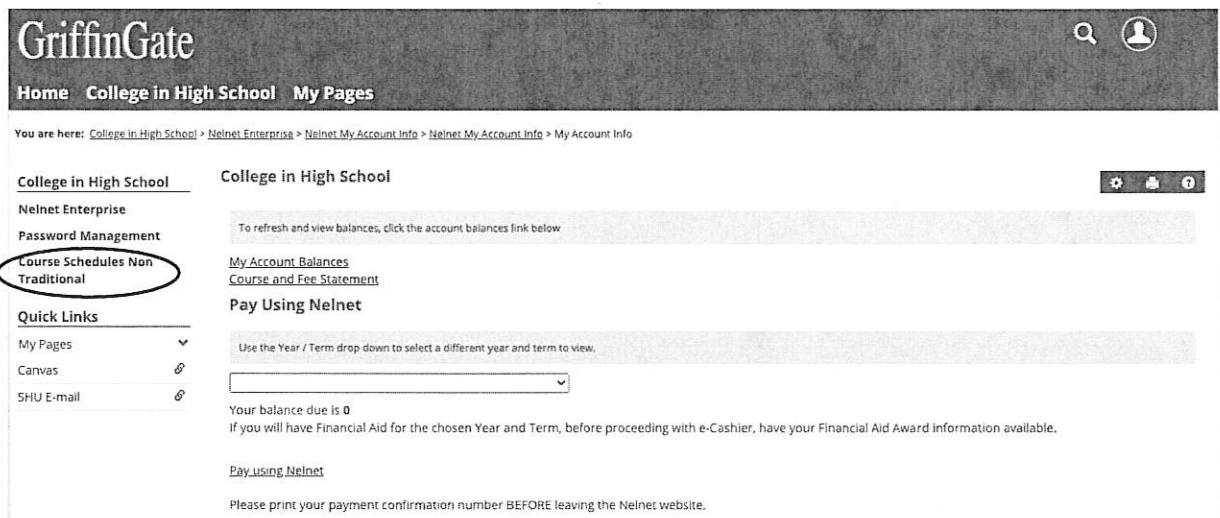 GriffinGate
Home College in High School My Pages
You are here: College in High School > Nelnet Enterprise > Nelnet My Account Info > Nelnet My Account Info > My Account Info
College in High School
Nelnet Enterprise
Password Management
Course Schedules Non
Traditional
Quick Links
My Pages
Canvas
SHU E-mail
College in High School
To refresh and view balances, click the account balances link below
My Account Balances
Course and Fee Statement
Pay Using Nelnet
Use the Year / Term drop down to select a different year and term to view.
Your balance due is 0
If you will have Financial Aid for the chosen Year and Term, before proceeding with e-Cashier, have your Financial Aid Award information available.
Pay using Nelnet
Please print your payment confirmation number BEFORE leaving the Nelnet website.